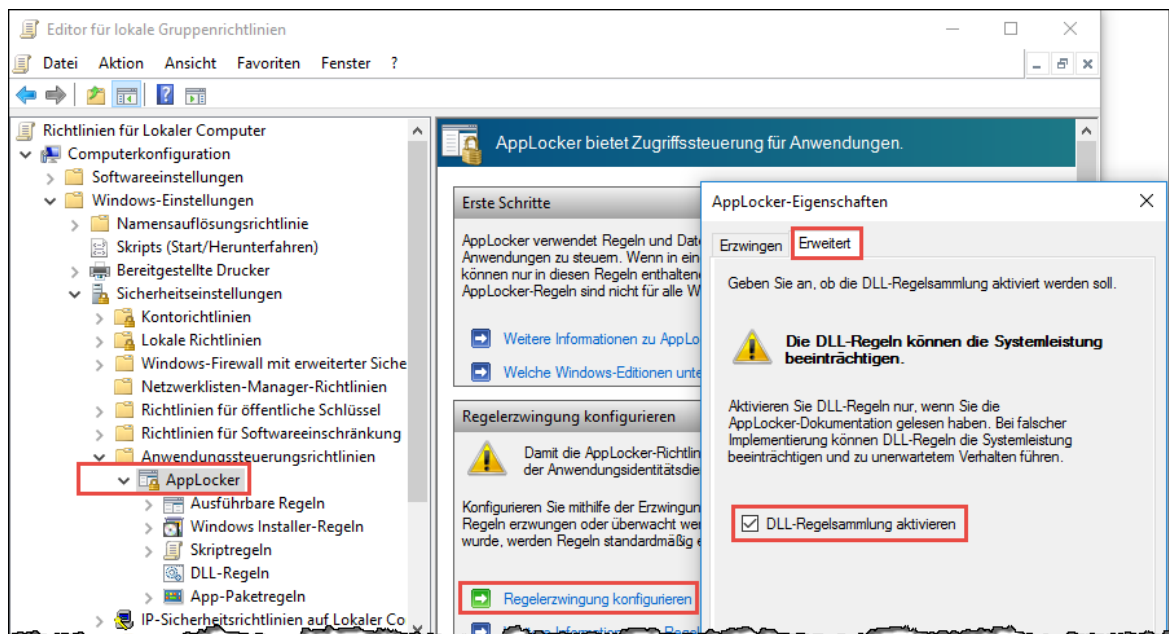 Editor für lokale Gruppenrichtlinien
Datei Aktion Ansicht Favoriten Fenster ?
Richtlinien für Lokaler Computer
Computerkonfiguration
Softwareeinstellungen
Windows-Einstellungen
Namensauflösungsrichtlinie
Skripts (Start/Herunterfahren)
Bereitgestellte Drucker
Sicherheitseinstellungen
Kontorichtlinien
Lokale Richtlinien
Windows-Firewall mit erweiterter Siche
Netzwerklisten-Manager-Richtlinien
Richtlinien für öffentliche Schlüssel
Richtlinien für Softwareeinschränkung
Anwendungssteuerungsrichtlinien
AppLocker
Ausführbare Regeln
Windows Installer-Regeln
Skriptregeln
DLL-Regeln
App-Paketregeln
IP-Sicherheitsrichtlinien auf Lokaler Co
AppLocker bietet Zugriffssteuerung für Anwendungen.
Erste Schritte
AppLocker verwendet Regeln und Date
Anwendungen zu steuern. Wenn in ein
können nur in diesen Regeln enthaltene
AppLocker-Regeln sind nicht für alle W
Weitere Informationen zu AppLo
Welche Windows-Editionen unte
Regelerzwingung konfigurieren
Damit die AppLocker-Richtlin
der Anwendungsidentitätsdie
Konfigurieren Sie mithilfe der Erzwingun
Regeln erzwungen oder überwacht wer
wurde, werden Regeln standardmäßig e
Regelerzwingung konfigurieren
AppLocker-Eigenschaften
Erzwingen Erweitert
Geben Sie an, ob die DLL-Regelsammlung aktiviert werden soll.
Die DLL-Regeln können die Systemleistung
beeinträchtigen.
Aktivieren Sie DLL-Regeln nur, wenn Sie die
AppLocker-Dokumentation gelesen haben. Bei falscher
Implementierung können DLL-Regeln die Systemleistung
beeinträchtigen und zu unerwartetem Verhalten führen.
DLL-Regelsammlung aktivieren